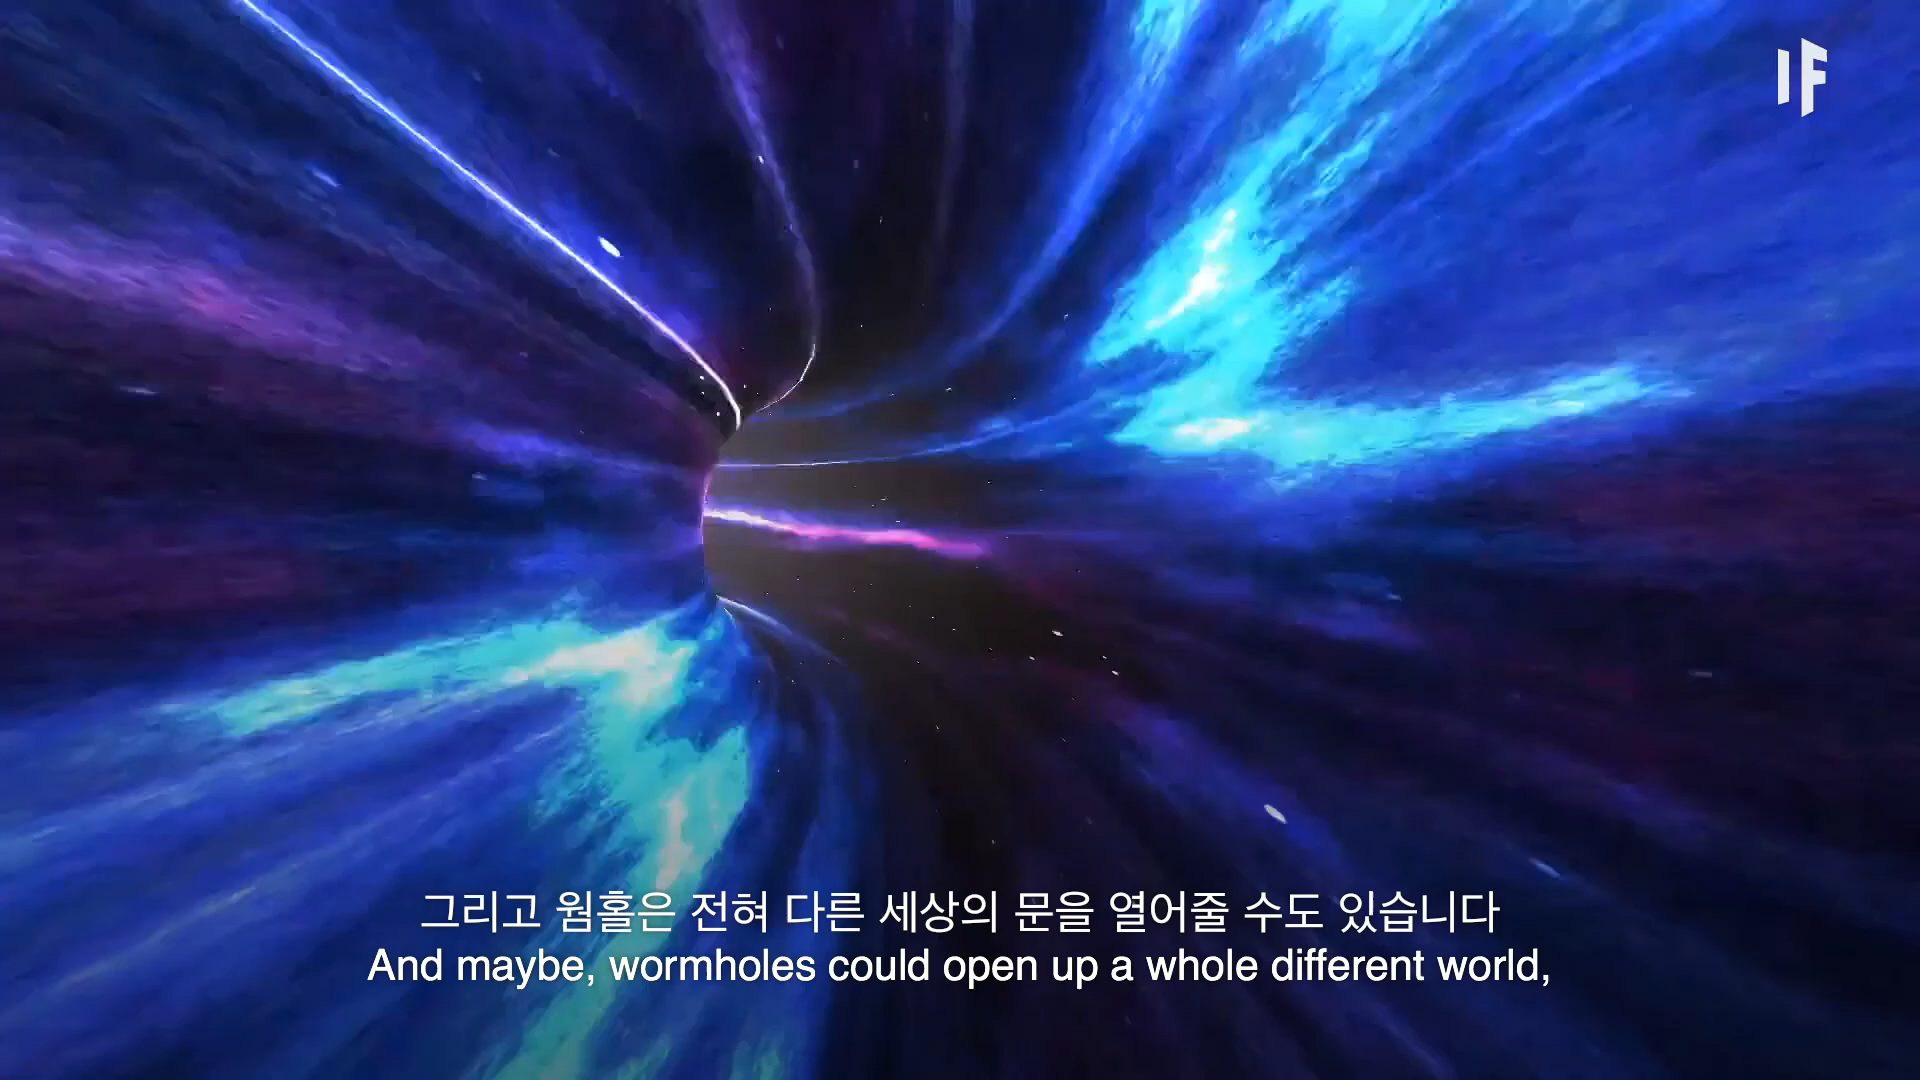 IF
그리고 웜홀은 전혀 다른 세상의 문을 열어줄 수도 있습니다
And maybe, wormholes could open up a whole different world,